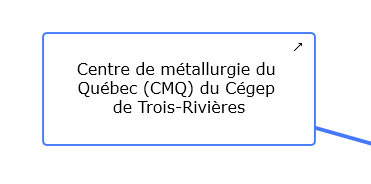 Centre de métallurgie du
Québec (CMQ) du Cégep
de Trois-Rivières